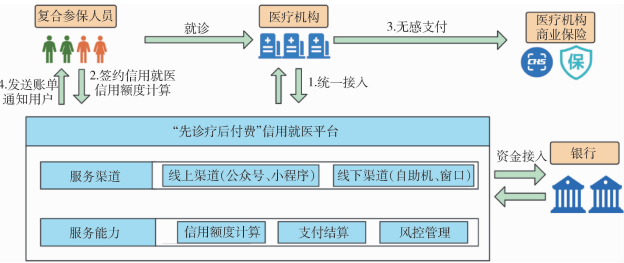 复合参保人员
医疗机构
医疗机构
商业保险
就诊
3.无感支付
CHS
保
4.发送账单
通知用户
2.签约信用就医
信用额度计算
1.统一接入
“先诊疗后付费”信用就医平台
服务渠道
线上渠道(公众号、小程序)
线下渠道(自助机、窗口)
资金接入
银行
服务能力
信用额度计算
支付结算
风控管理